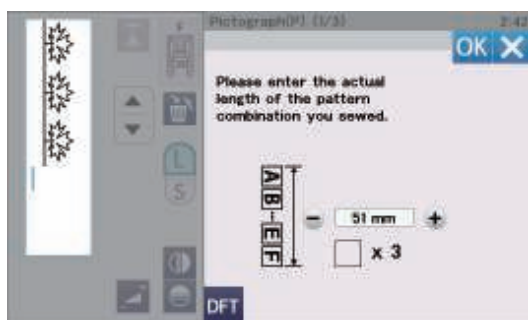 Pictograph(P) (1/3) 2:42
F
OK X
Please enter the actual
length of the pattern
combination you sewed.
L
S
A B E F
− 51 mm +
x 3
DFT